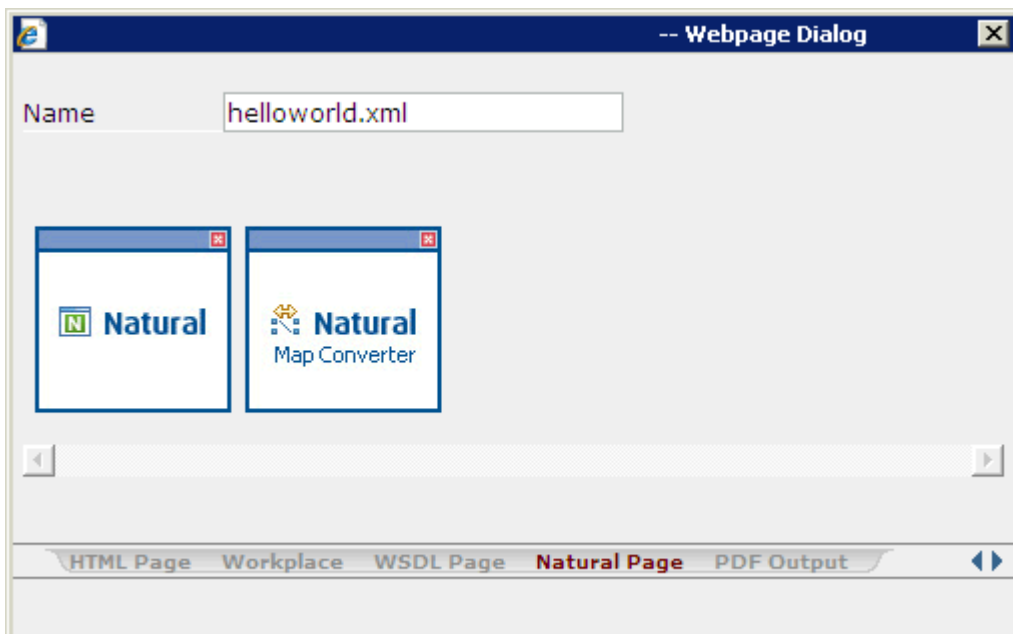 -- Webpage Dialog
Name helloworld.xml
Natural Natural
Map Converter
HTML Page Workplace WSDL Page Natural Page PDF Output